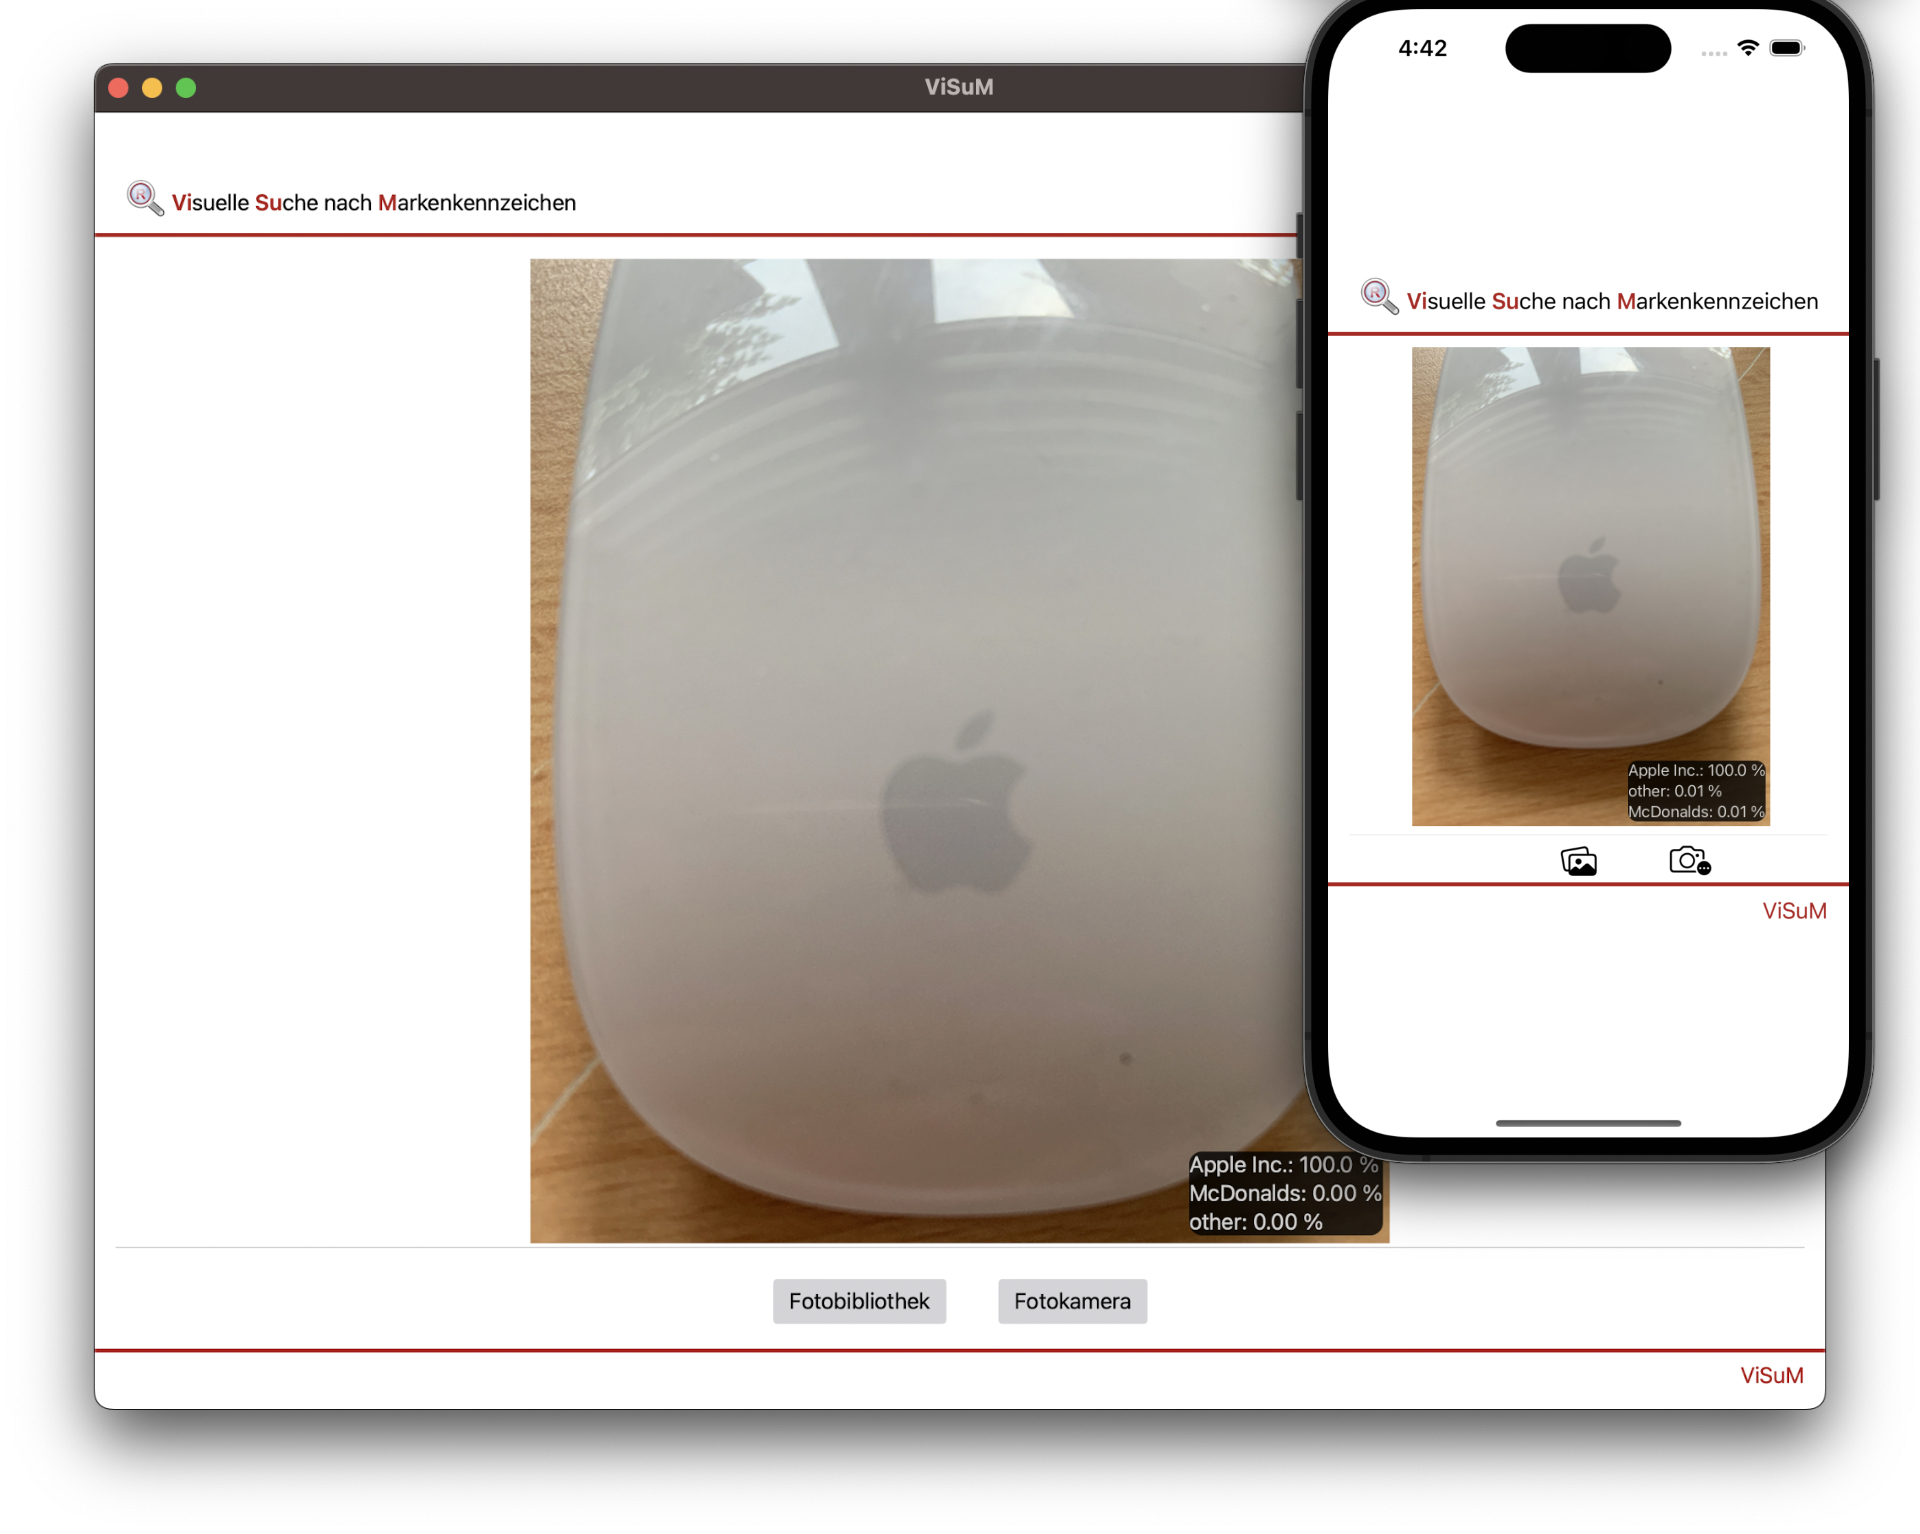 ViSuM
Visuelle Suche nach Markenkennzeichen
Apple Inc.: 100.0 %
McDonalds: 0.00 %
other: 0.00 %
Fotobibliothek
Fotokamera
ViSuM
4:42
Visuelle Suche nach Markenkennzeichen
Apple Inc.: 100.0 %
other: 0.01 %
McDonalds: 0.01 %
ViSuM